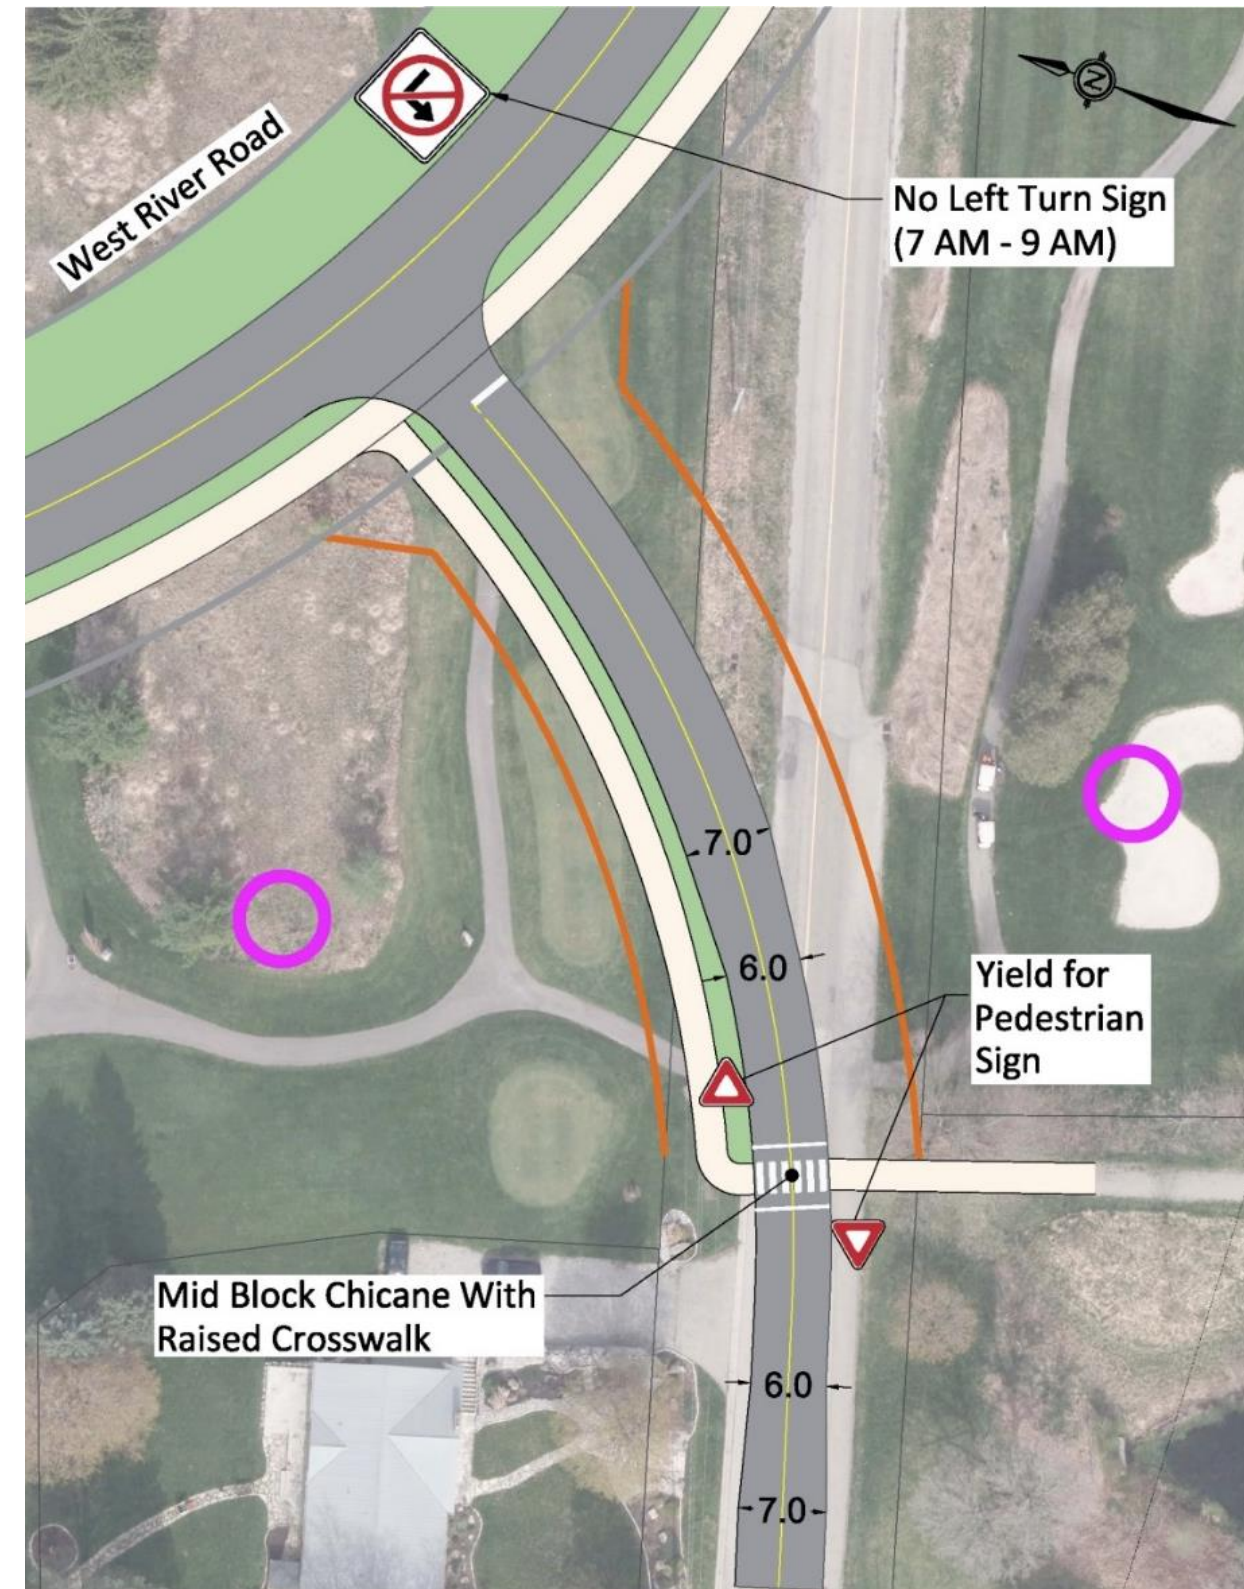 West River Road
N
No Left Turn Sign
(7 AM - 9 AM)
7.0
6.0
Yield for
Pedestrian
Sign
Mid Block Chicane With
Raised Crosswalk
6.0
7.0